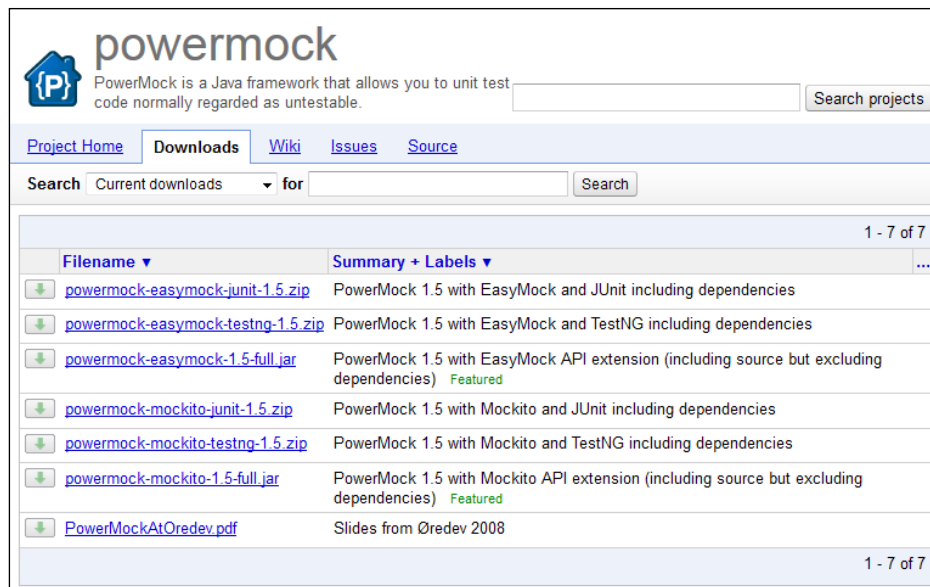 powermock
{P}
PowerMock is a Java framework that allows you to unit test
code normally regarded as untestable.
Search projects
Project Home Downloads Wiki Issues Source
Search Current downloads for Search
1 - 7 of 7
Filename ▼ Summary + Labels ▼ ...
powermock-easymock-junit-1.5.zip PowerMock 1.5 with EasyMock and JUnit including dependencies
powermock-easymock-testng-1.5.zip PowerMock 1.5 with EasyMock and TestNG including dependencies
powermock-easymock-1.5-full.jar PowerMock 1.5 with EasyMock API extension (including source but excluding
dependencies) Featured
powermock-mockito-junit-1.5.zip PowerMock 1.5 with Mockito and JUnit including dependencies
powermock-mockito-testng-1.5.zip PowerMock 1.5 with Mockito and TestNG including dependencies
powermock-mockito-1.5-full.jar PowerMock 1.5 with Mockito API extension (including source but excluding
dependencies) Featured
PowerMockAtOredev.pdf Slides from Øredev 2008
1 - 7 of 7